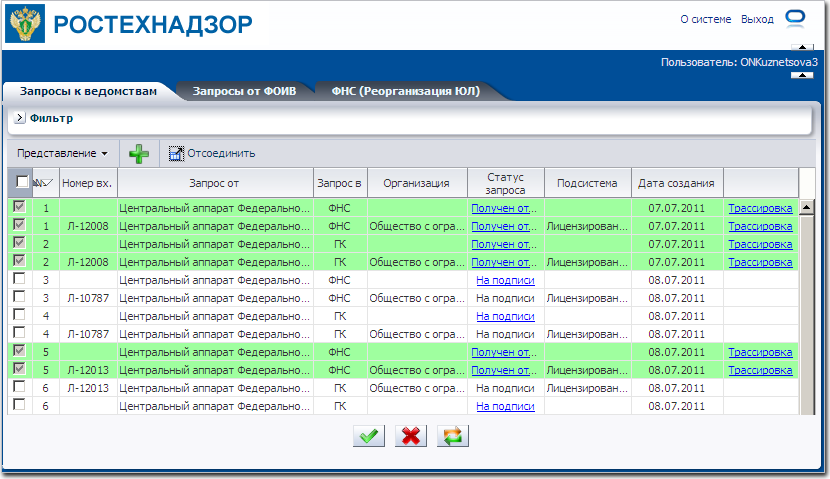 РОСТЕХНАДЗОР
О системе Выход
Пользователь: ONKuznetsova3
Запросы к ведомствам Запросы от ФОИВ ФНС (Реорганизация ЮЛ)
Фильтр
Представление Отсоединить
Номер вх. Запрос от Запрос в Организация Статус запроса Подсистема Дата создания
1 Центральный аппарат Федерально... ФНС Получен от... 07.07.2011 Трассировка
1 Л-12008 Центральный аппарат Федерально... ФНС Общество с огра... Получен от... Лицензирован... 07.07.2011 Трассировка
2 Центральный аппарат Федерально... ГК Получен от... 07.07.2011 Трассировка
2 Л-12008 Центральный аппарат Федерально... ГК Общество с огра... Получен от... Лицензирован... 07.07.2011 Трассировка
3 Центральный аппарат Федерально... ФНС На подписи 08.07.2011
3 Л-10787 Центральный аппарат Федерально... ФНС Общество с огра... На подписи Лицензирован... 08.07.2011
4 Центральный аппарат Федерально... ГК На подписи 08.07.2011
4 Л-10787 Центральный аппарат Федерально... ГК Общество с огра... На подписи Лицензирован... 08.07.2011
5 Центральный аппарат Федерально... ФНС Получен от... 08.07.2011 Трассировка
5 Л-12013 Центральный аппарат Федерально... ФНС Общество с огра... Получен от... Лицензирован... 08.07.2011 Трассировка
6 Л-12013 Центральный аппарат Федерально... ГК Общество с огра... На подписи Лицензирован... 08.07.2011
6 Центральный аппарат Федерально... ГК На подписи 08.07.2011